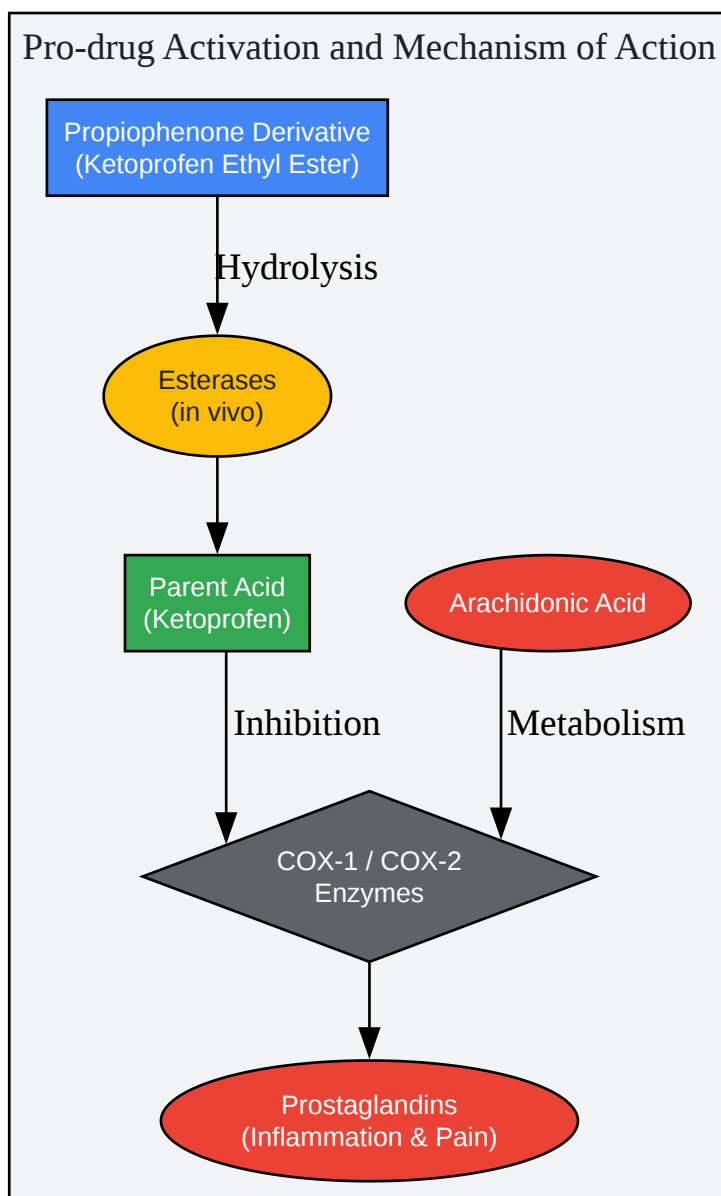 Pro-drug Activation and Mechanism of Action
Propiophenone Derivative
(Ketoprofen Ethyl Ester)
Hydrolysis
Esterases
(in vivo)
Parent Acid
(Ketoprofen)
Arachidonic Acid
Inhibition
Metabolism
COX-1 / COX-2
Enzymes
Prostaglandins
(Inflammation & Pain)